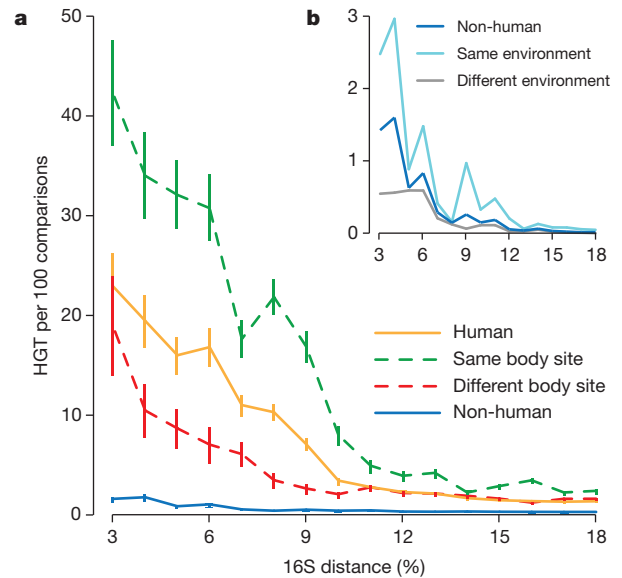 a
HGT per 100 comparisons
50
40
30
20
10
0
3
6
9
12
15
18
16S distance (%)
Human
Same body site
Different body site
Non-human
b
3
2
1
0
3
6
9
12
15
18
Non-human
Same environment
Different environment